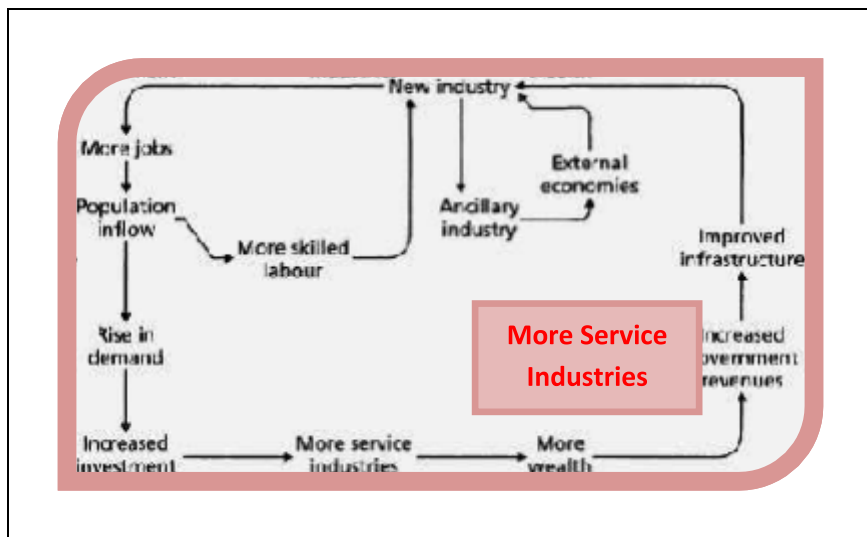 New industry
More jobs
External
economies
Population
inflow
Ancillary
industry
More skilled
labour
Improved
infrastructure
More Service
Industries
Rise in
demand
Increased
government
revenues
Increased
investment
More service
industries
More
wealth